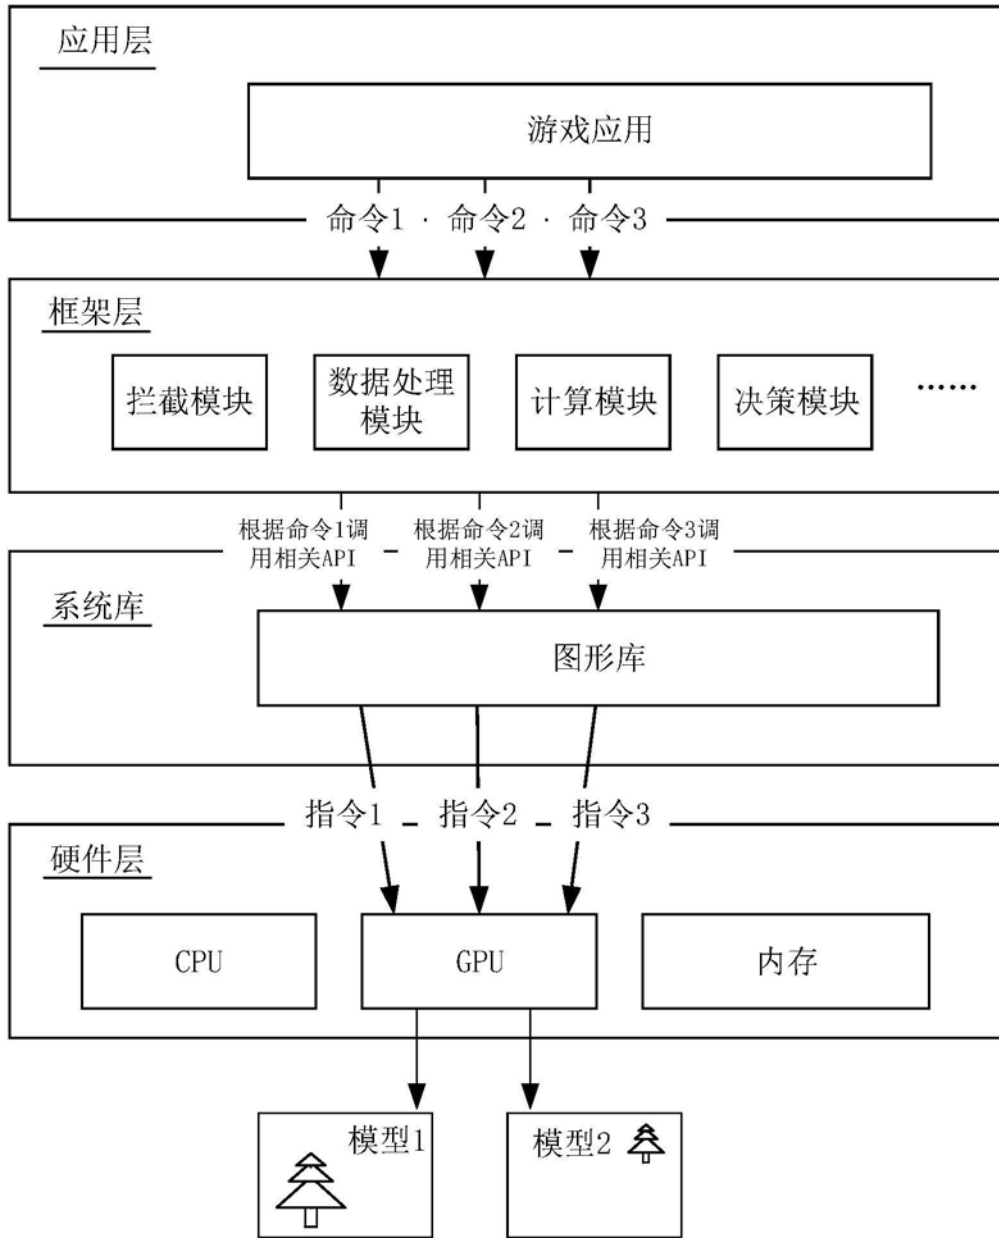 应用层
游戏应用
命令1 · 命令2 · 命令3
框架层
拦截模块
数据处理
模块
计算模块
决策模块
……
根据命令1调
用相关API
根据命令2调
用相关API
根据命令3调
用相关API
系统库
图形库
指令1
指令2
指令3
硬件层
CPU
GPU
内存
模型1
模型2